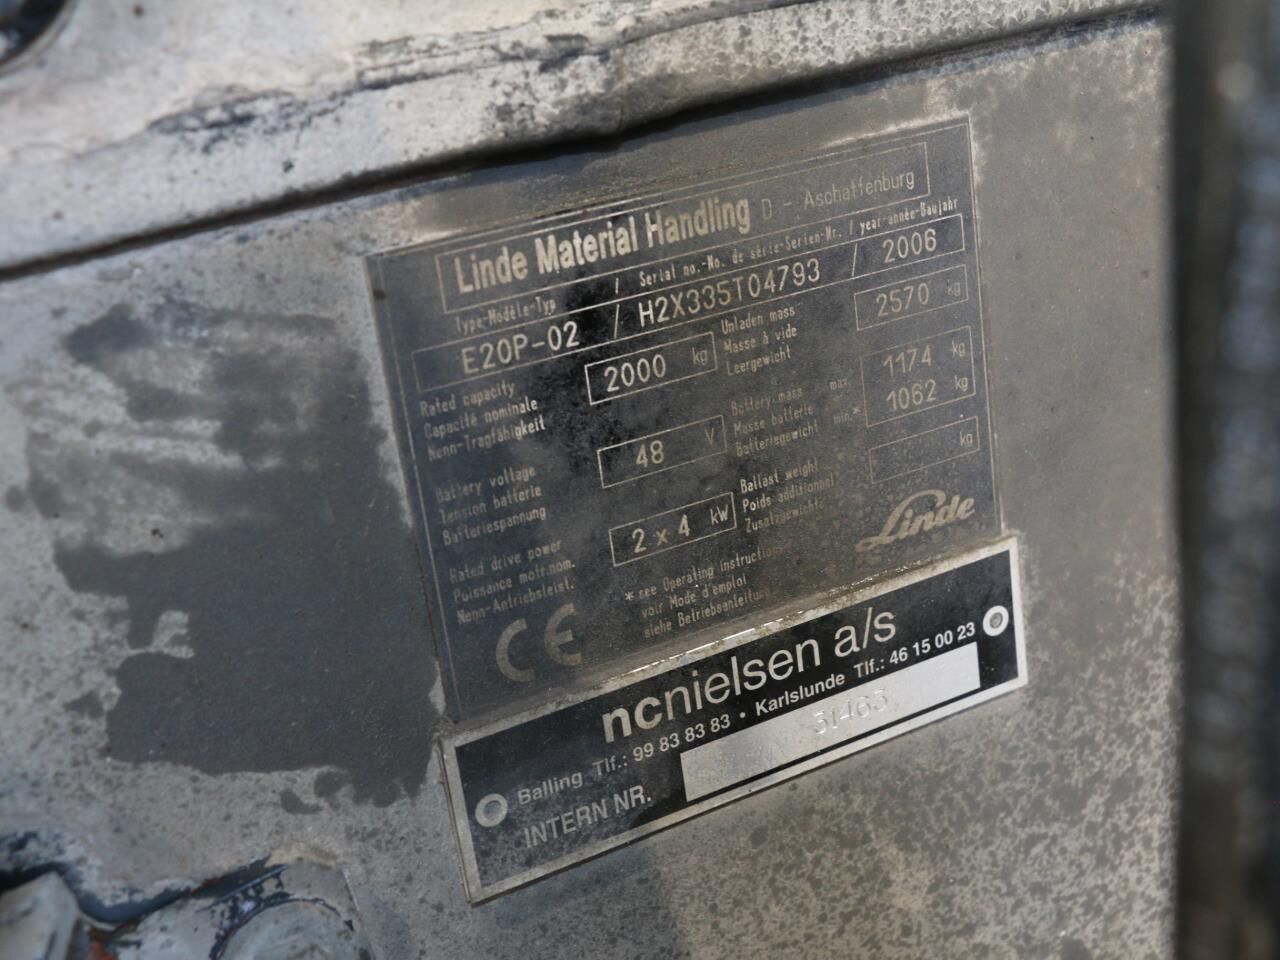 Linde Material Handling D - Aschaffenburg
Type-Modèle-Typ / Serial no.-No. de série-Serien-Nr. / year-année-Baujahr
E20P-02 / H2X335T04793 / 2006
Rated capacity
Capacité nominale
Nenn-Tragfähigkeit
2000 kg
Unladen mass
Masse à vide
Leergewicht
2570 kg
Battery voltage
Tension batterie
Batteriespannung
48 V
Battery mass max
Masse batterie
Batteriegewicht min.*
1174 kg
1062 kg
Rated drive power
Puissance motr.nom.
Nenn-Antriebsleist.
2 x 4 kW
Ballast weight
Poids additionnel
Zusatzgewicht
kg
* see Operating instructions
voir Mode d'emploi
siehe Betriebsanleitung
CE
Linde
ncnielsen a/s
Balling Tlf.: 99 83 83 83 • Karlslunde Tlf.: 46 15 00 23
INTERN NR. 31463